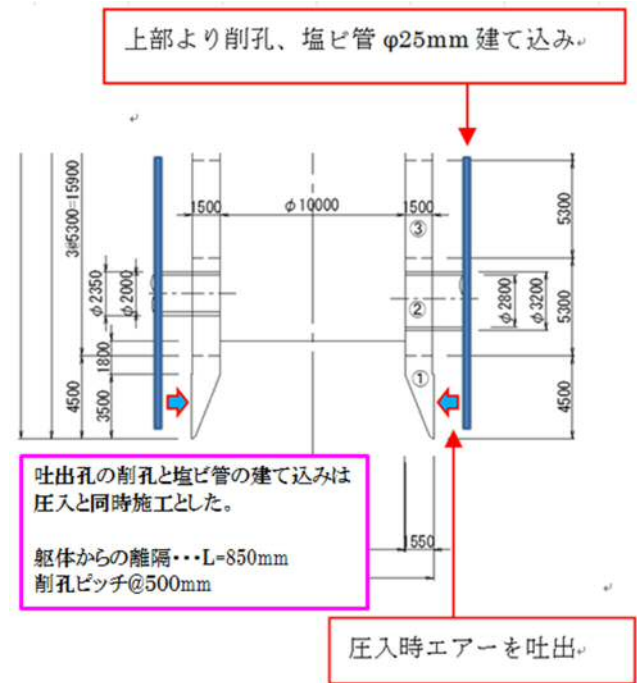 上部より削孔、塩ビ管 φ25mm 建て込み
1500
φ10000
1500
3@5300=15900
5300
③
φ2350
φ2000
②
φ2800
φ3200
5300
1800
①
4500
3500
4500
吐出孔の削孔と塩ビ管の建て込みは
圧入と同時施工とした。
躯体からの離隔・・・L=850mm
削孔ピッチ@500mm
1550
圧入時エアーを吐出